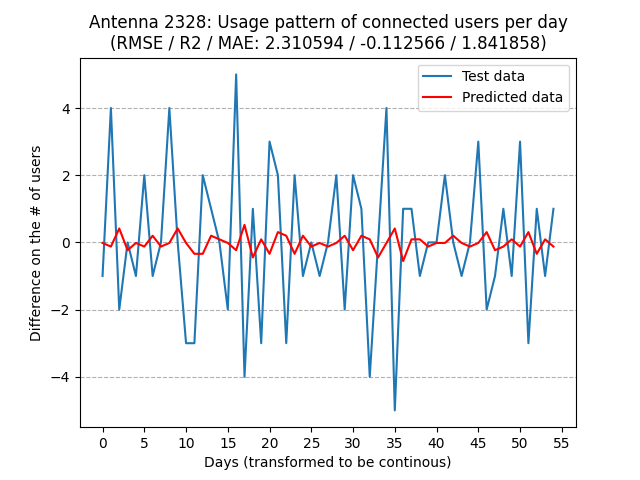 Antenna 2328: Usage pattern of connected users per day
(RMSE / R2 / MAE: 2.310594 / -0.112566 / 1.841858)
Test data
Predicted data
Difference on the # of users
4
2
0
−2
−4
0 5 10 15 20 25 30 35 40 45 50 55
Days (transformed to be continous)